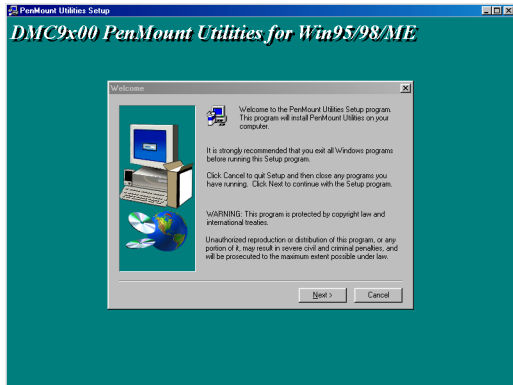 PenMount Utilities Setup
DMC9x00 PenMount Utilities for Win95/98/ME
Welcome
Welcome to the PenMount Utilities Setup program.
This program will install PenMount Utilities on your
computer.
It is strongly recommended that you exit all Windows programs
before running this Setup program.
Click Cancel to quit Setup and then close any programs you
have running. Click Next to continue with the Setup program.
WARNING: This program is protected by copyright law and
international treaties.
Unauthorized reproduction or distribution of this program, or any
portion of it, may result in severe civil and criminal penalties, and
will be prosecuted to the maximum extent possible under law.
Next >
Cancel